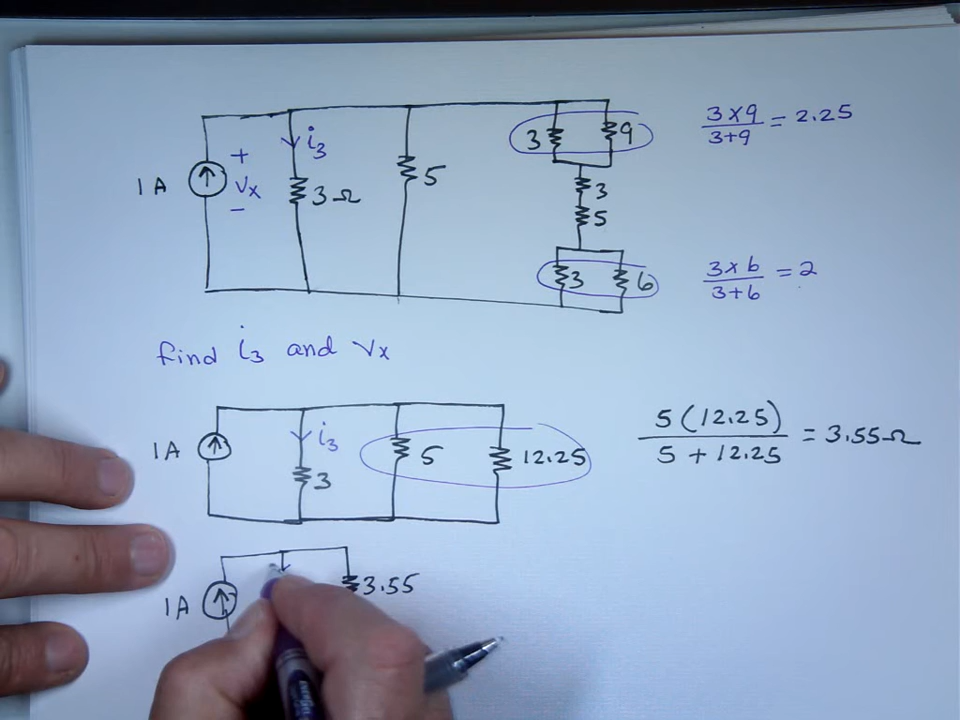 3 9
3×9/3+9 = 2.25
1 A + Vx − i3 3Ω 5
3
5
3 6
3×6/3+6 = 2
find i3 and Vx
1A i3 3 5 12.25
5(12.25)/5+12.25 = 3.55Ω
1A 3.55